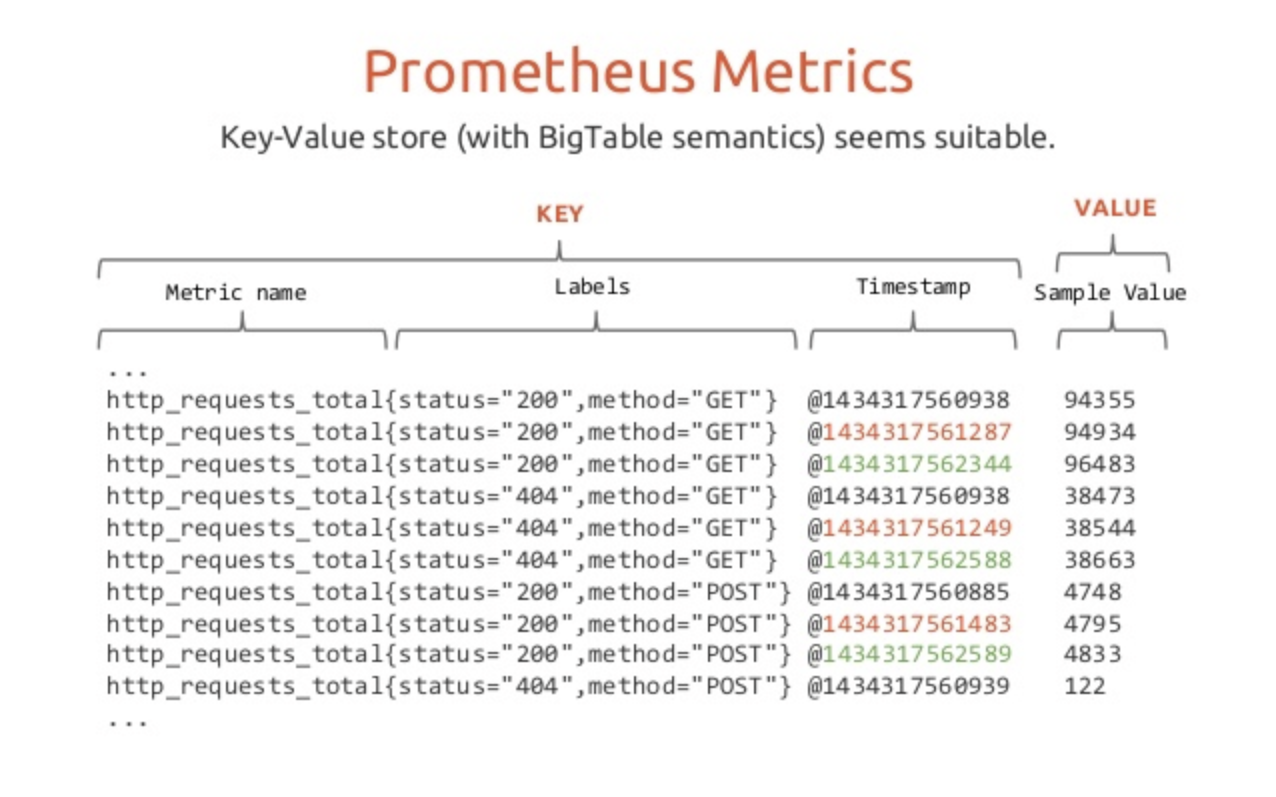 Prometheus Metrics
Key-Value store (with BigTable semantics) seems suitable.
KEY VALUE
Metric name Labels Timestamp Sample Value
...
http_requests_total{status="200",method="GET"} @1434317560938 94355
http_requests_total{status="200",method="GET"} @1434317561287 94934
http_requests_total{status="200",method="GET"} @1434317562344 96483
http_requests_total{status="404",method="GET"} @1434317560938 38473
http_requests_total{status="404",method="GET"} @1434317561249 38544
http_requests_total{status="404",method="GET"} @1434317562588 38663
http_requests_total{status="200",method="POST"} @1434317560885 4748
http_requests_total{status="200",method="POST"} @1434317561483 4795
http_requests_total{status="200",method="POST"} @1434317562589 4833
http_requests_total{status="404",method="POST"} @1434317560939 122
...